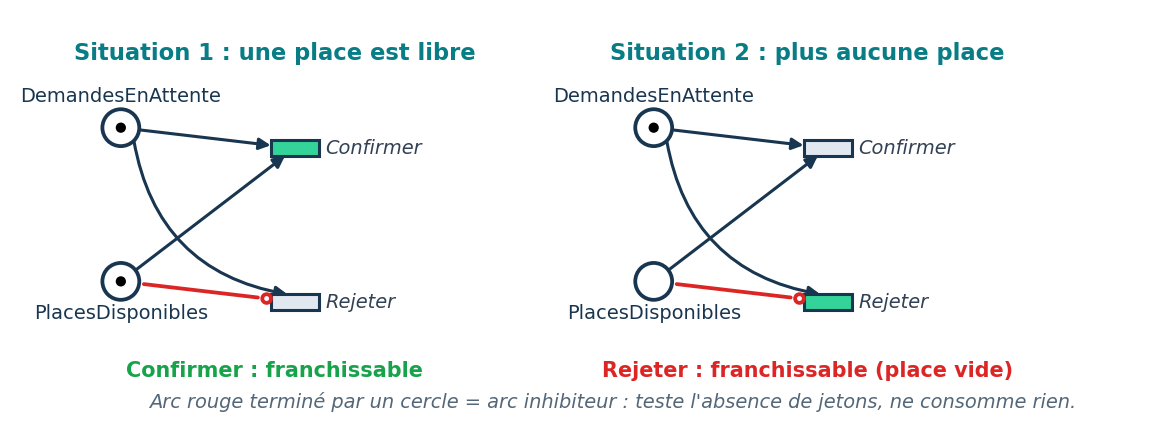 Situation 1 : une place est libre
DemandesEnAttente
Confirmer
PlacesDisponibles
Rejeter
Confirmer : franchissable
Situation 2 : plus aucune place
DemandesEnAttente
Confirmer
PlacesDisponibles
Rejeter
Rejeter : franchissable (place vide)
Arc rouge terminé par un cercle = arc inhibiteur : teste l'absence de jetons, ne consomme rien.